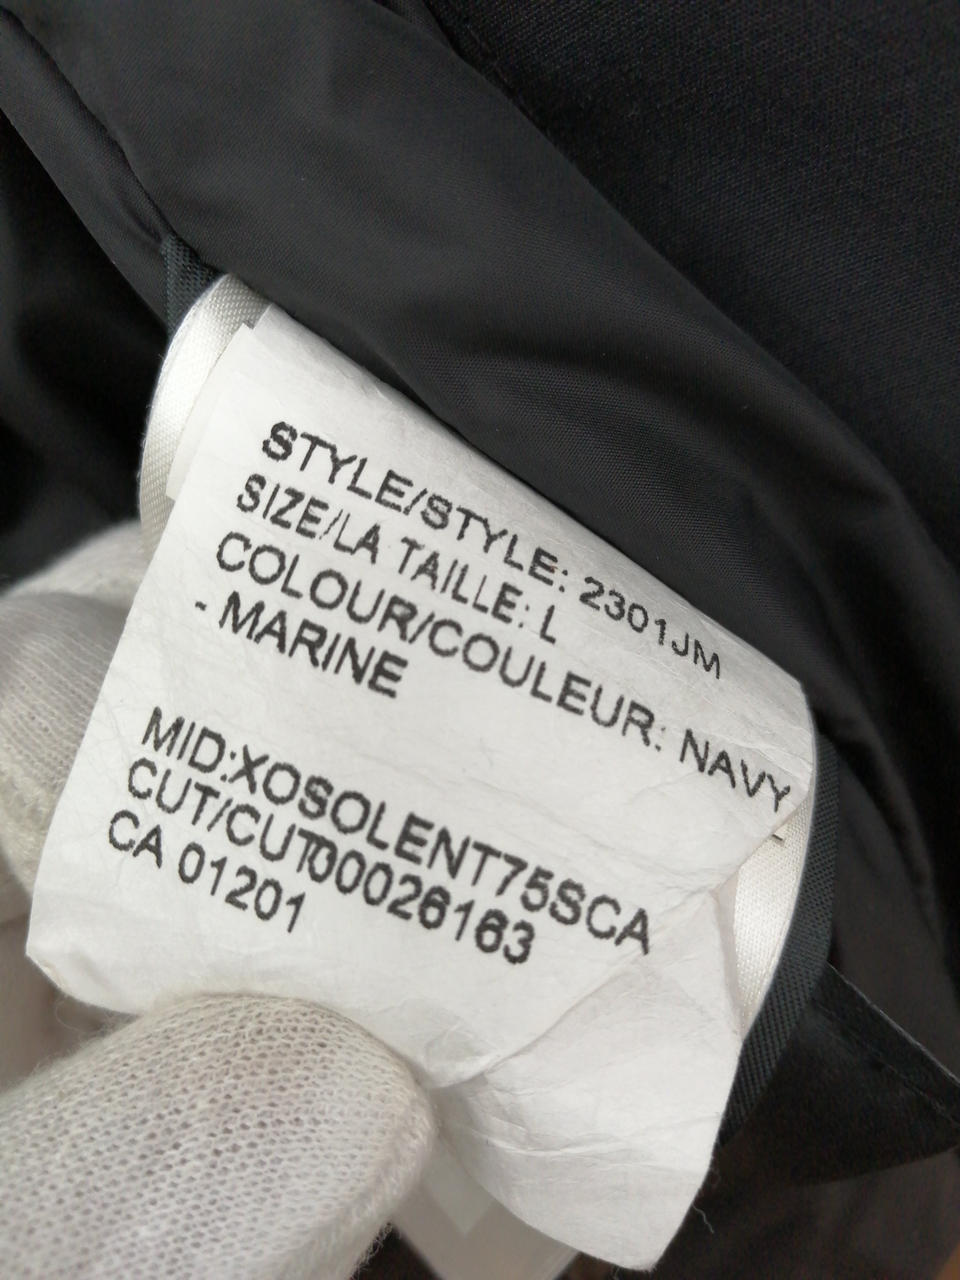 STYLE/STYLE: 2301JM
SIZE/LA TAILLE: L
COLOUR/COULEUR: NAVY
- MARINE
MID:XOSOLENT75SCA
CUT/CUT00026163
CA 01201